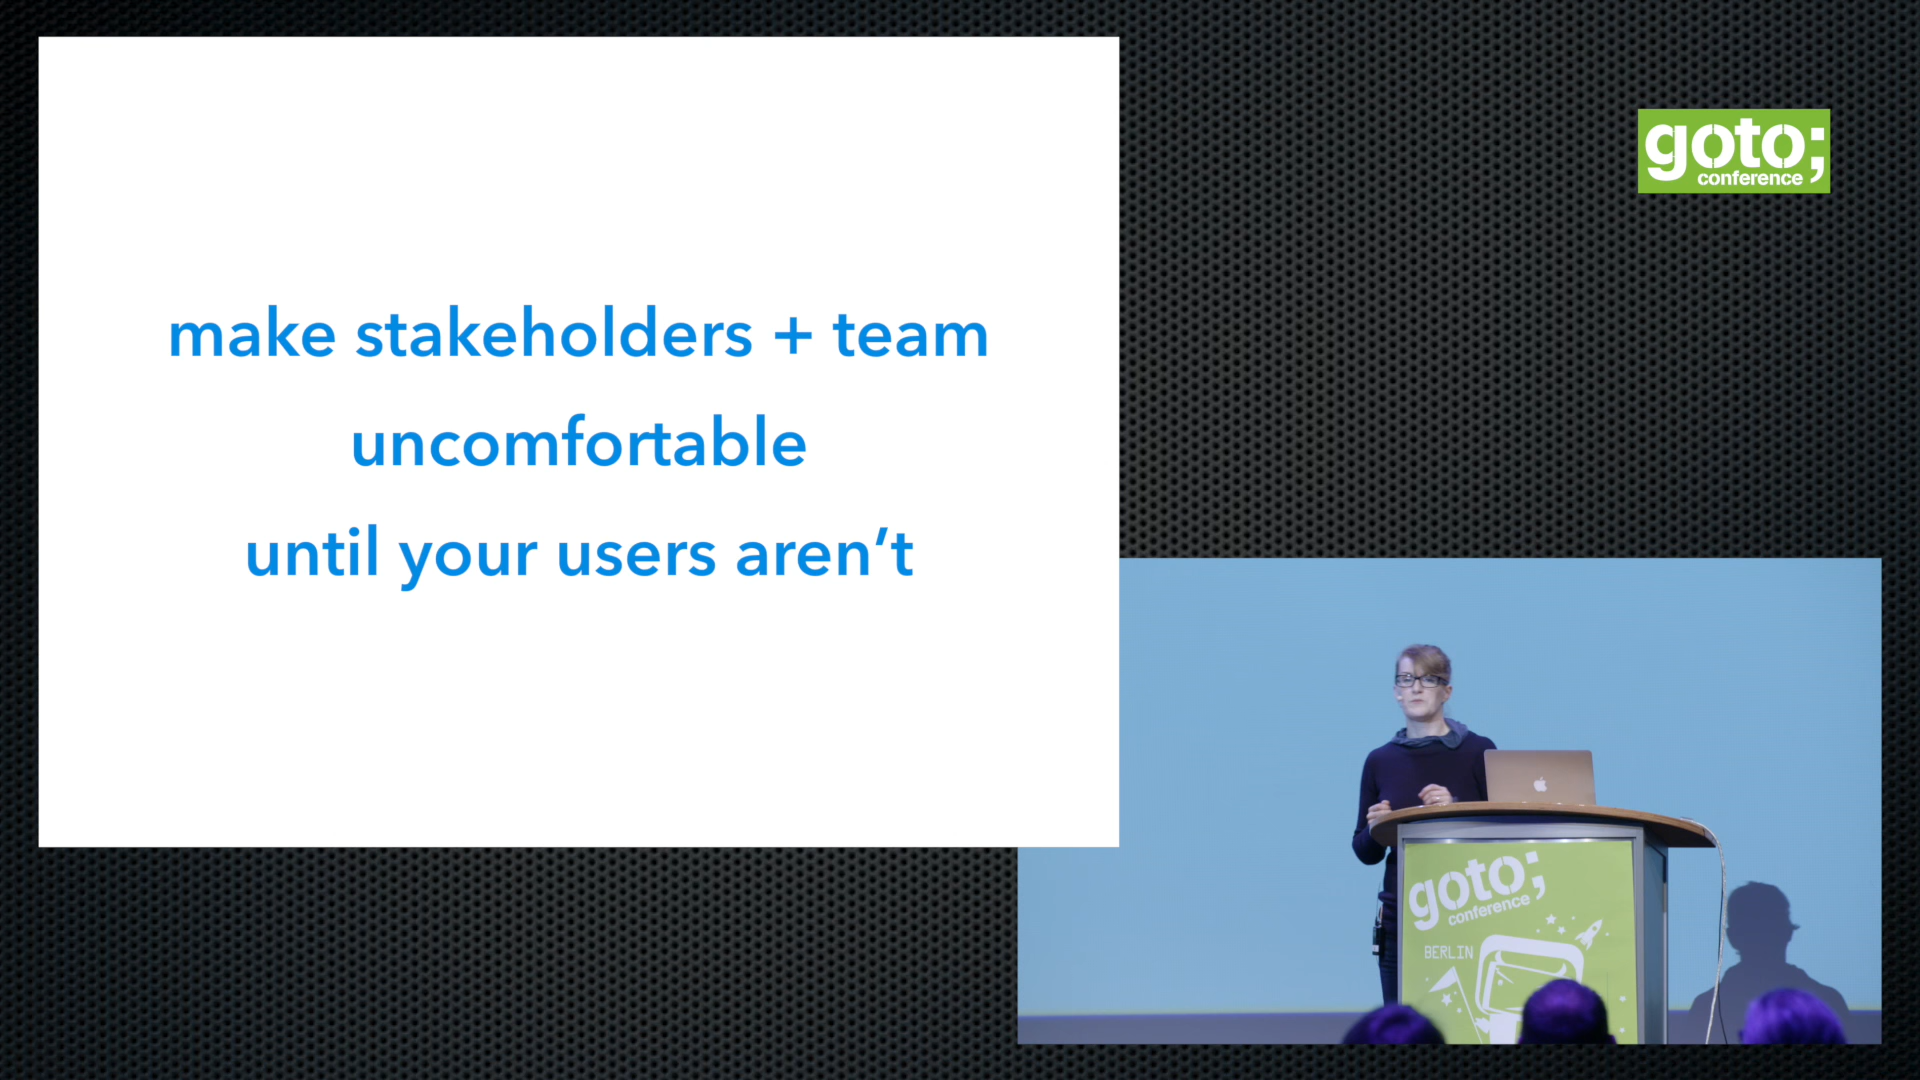 make stakeholders + team
uncomfortable
until your users aren’t
goto;
conference
goto;
conference
BERLIN